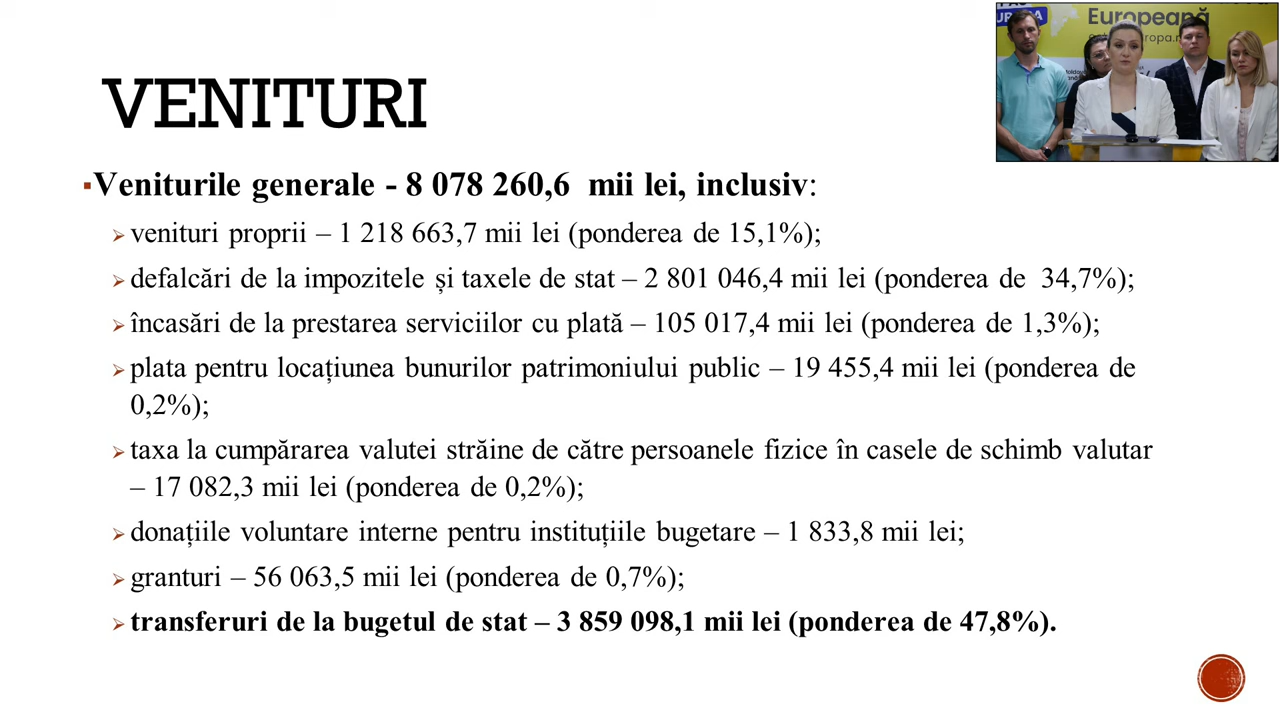 UROPA
Europeană
VENITURI
▪Veniturile generale - 8 078 260,6 mii lei, inclusiv:
➢ venituri proprii – 1 218 663,7 mii lei (ponderea de 15,1%);
➢ defalcări de la impozitele și taxele de stat – 2 801 046,4 mii lei (ponderea de 34,7%);
➢ încasări de la prestarea serviciilor cu plată – 105 017,4 mii lei (ponderea de 1,3%);
➢ plata pentru locațiunea bunurilor patrimoniului public – 19 455,4 mii lei (ponderea de
0,2%);
➢ taxa la cumpărarea valutei străine de către persoanele fizice în casele de schimb valutar
– 17 082,3 mii lei (ponderea de 0,2%);
➢ donațiile voluntare interne pentru instituțiile bugetare – 1 833,8 mii lei;
➢ granturi – 56 063,5 mii lei (ponderea de 0,7%);
➢ transferuri de la bugetul de stat – 3 859 098,1 mii lei (ponderea de 47,8%).